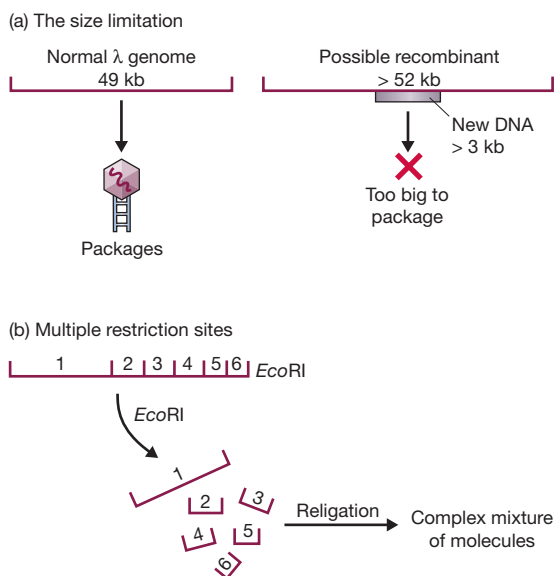 (a) The size limitation
Normal λ genome
49 kb
Packages
Possible recombinant
> 52 kb
New DNA
> 3 kb
Too big to
package
(b) Multiple restriction sites
1 2 3 4 5 6 EcoRI
EcoRI
1
2 3
4 5
6
Religation
Complex mixture
of molecules